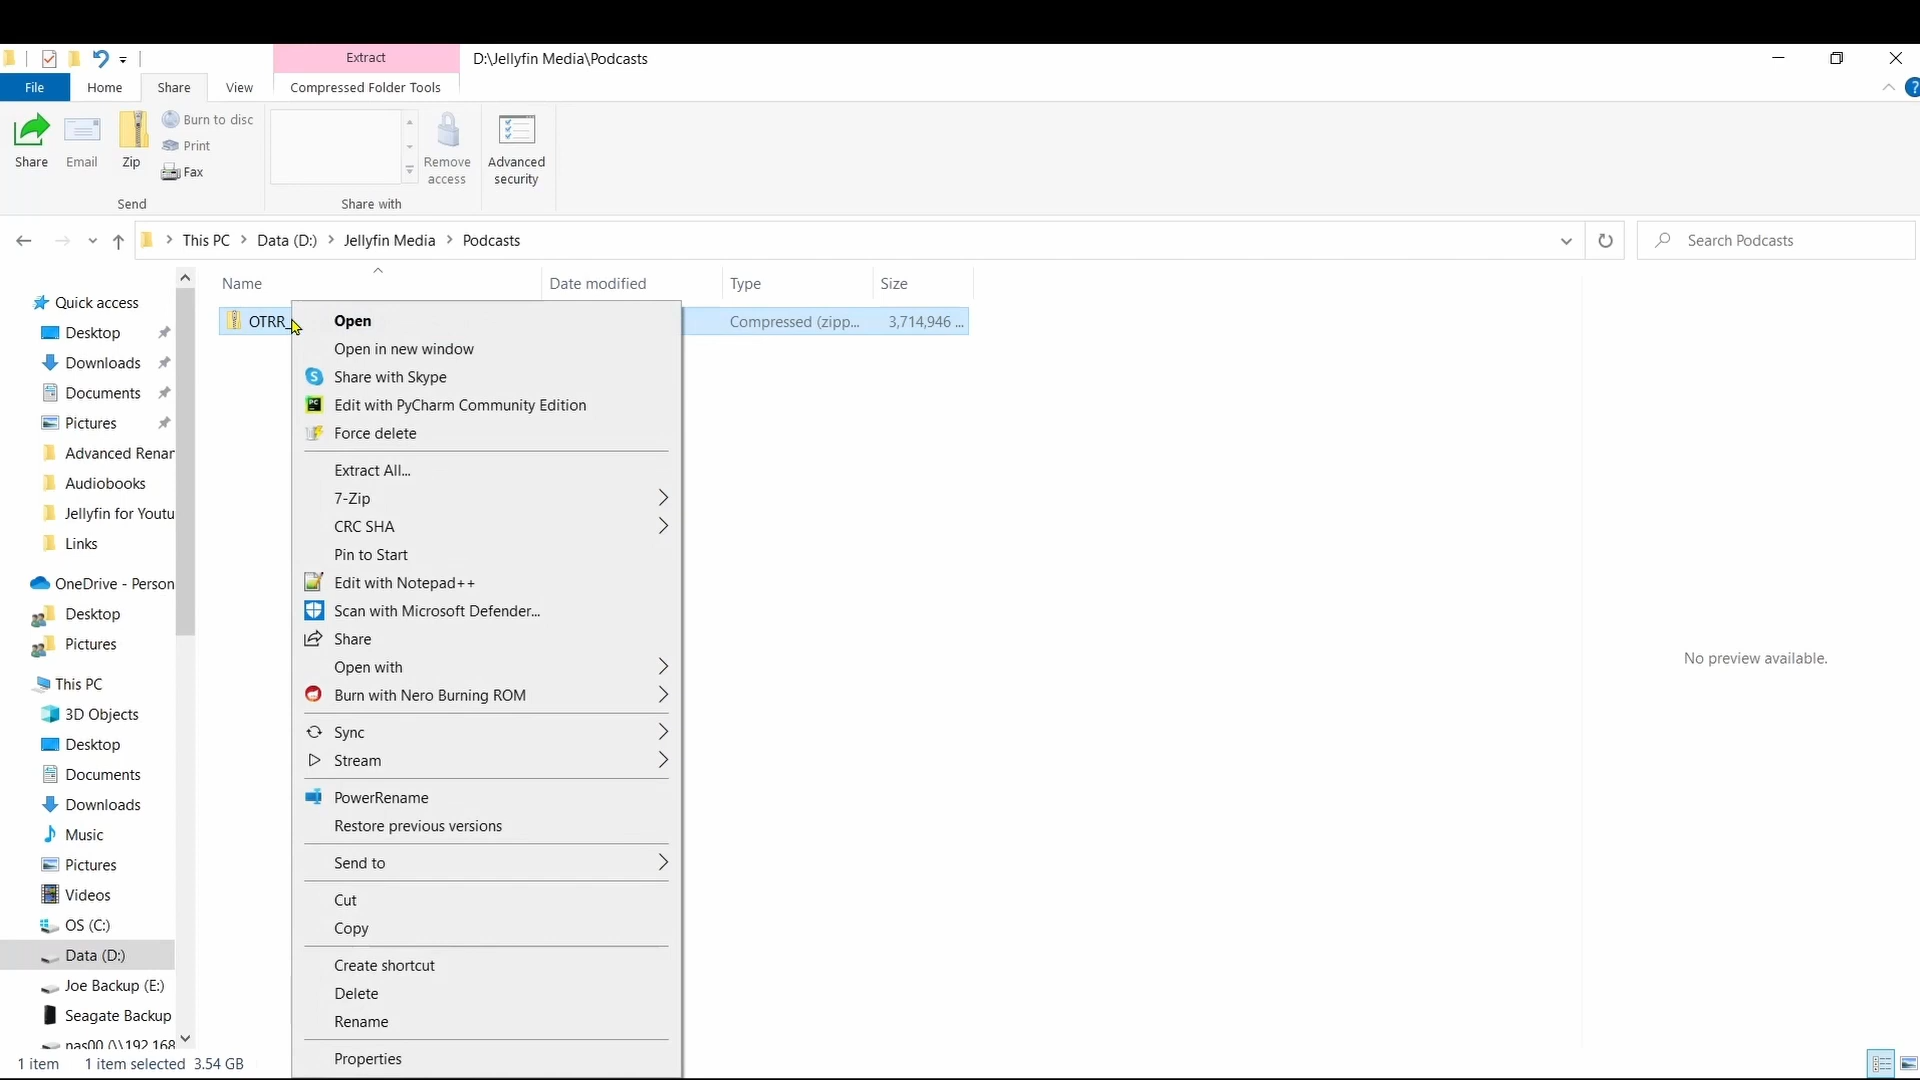 Extract
D:\Jellyfin Media\Podcasts
File
Home
Share
View
Compressed Folder Tools
?
Share
Email
Zip
Burn to disc
Print
Fax
Remove access
Advanced security
Send
Share with
This PC
Data (D:)
Jellyfin Media
Podcasts
Search Podcasts
Name
Date modified
Type
Size
OTRR_
Compressed (zipp...
3,714,946 ...
Quick access
Desktop
Downloads
Documents
Pictures
Advanced Renar
Audiobooks
Jellyfin for Youtu
Links
OneDrive - Person
Desktop
Pictures
This PC
3D Objects
Desktop
Documents
Downloads
Music
Pictures
Videos
OS (C:)
Data (D:)
Joe Backup (E:)
Seagate Backup
nas00 (\\192.168
Open
Open in new window
S
Share with Skype
PC
Edit with PyCharm Community Edition
Force delete
Extract All...
7-Zip
CRC SHA
Pin to Start
Edit with Notepad++
Scan with Microsoft Defender...
Share
Open with
Burn with Nero Burning ROM
Sync
Stream
PowerRename
Restore previous versions
Send to
Cut
Copy
Create shortcut
Delete
Rename
Properties
No preview available.
1 item
1 item selected 3.54 GB